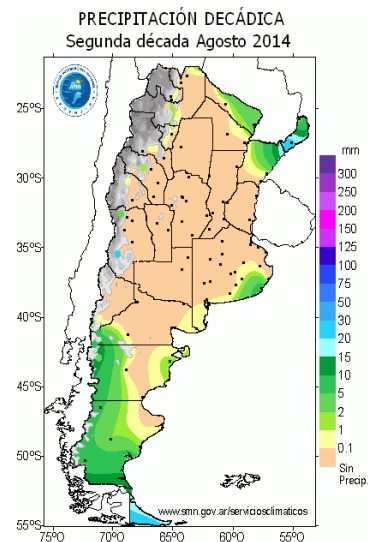 PRECIPITACIÓN DECÁDICA
Segunda década Agosto 2014
mm
300
250
200
150
125
100
75
50
30
20
15
10
5
2
1
0.1
Sin
Precip.
25°S
30°S
35°S
40°S
45°S
50°S
55°S
www.smn.gov.ar/serviciosclimaticos
75°O
70°O
65°O
60°O
55°O